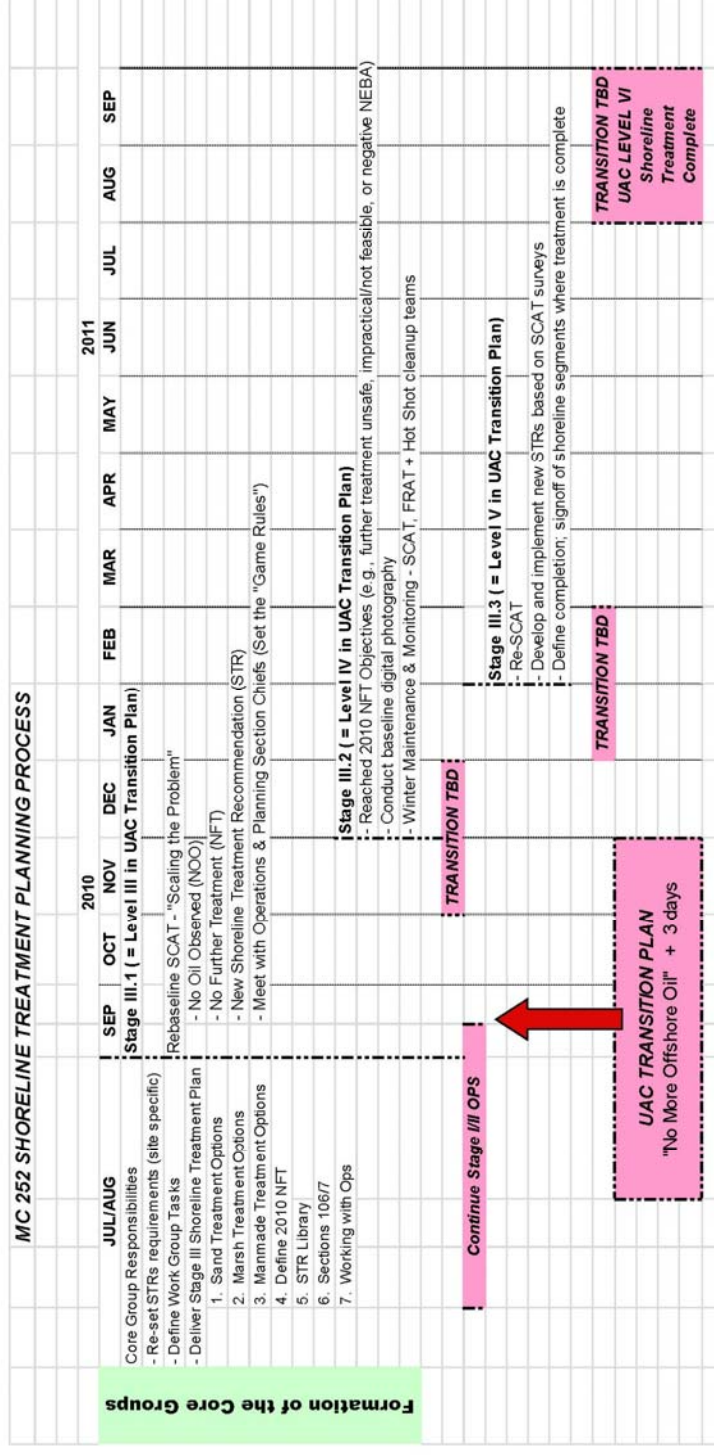 MC 252 SHORELINE TREATMENT PLANNING PROCESS
2010
2011
JUL/AUG
SEP
OCT
NOV
DEC
JAN
FEB
MAR
APR
MAY
JUN
JUL
AUG
SEP
Formation of the Core Groups
Core Group Responsibilities
- Re-set STRs requirements (site specific)
- Define Work Group Tasks
- Deliver Stage III Shoreline Treatment Plan
1. Sand Treatment Options
2. Marsh Treatment Options
3. Manmade Treatment Options
4. Define 2010 NFT
5. STR Library
6. Sections 106/7
7. Working with Ops
Stage III.1 ( = Level III in UAC Transition Plan)
Rebaseline SCAT - "Scaling the Problem"
- No Oil Observed (NOO)
- No Further Treatment (NFT)
- New Shoreline Treatment Recommendation (STR)
- Meet with Operations & Planning Section Chiefs (Set the "Game Rules")
Stage III.2 ( = Level IV in UAC Transition Plan)
- Reached 2010 NFT Objectives (e.g., further treatment unsafe, impractical/not feasible, or negative NEBA)
- Conduct baseline digital photography
- Winter Maintenance & Monitoring - SCAT, FRAT + Hot Shot cleanup teams
TRANSITION TBD
Continue Stage I/II OPS
Stage III.3 ( = Level V in UAC Transition Plan)
- Re-SCAT
- Develop and implement new STRs based on SCAT surveys
- Define completion; signoff of shoreline segments where treatment is complete
TRANSITION TBD
UAC TRANSITION PLAN
"No More Offshore Oil" + 3 days
TRANSITION TBD
UAC LEVEL VI
Shoreline
Treatment
Complete